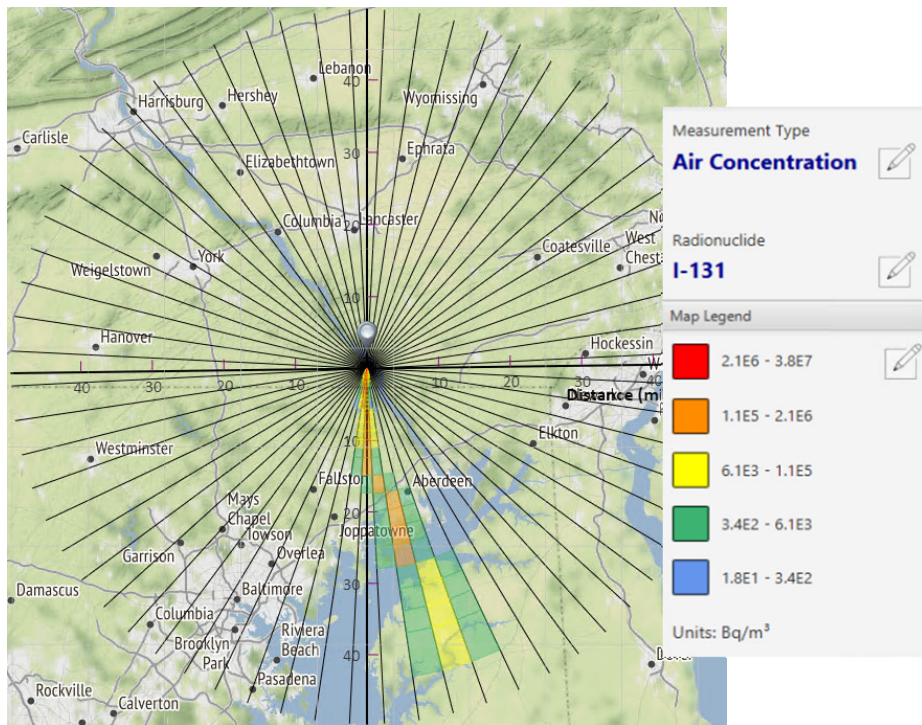 Lebanon
40
Wyomissing
Hershey
Harrisburg
Carlisle
30
Ephrata
Elizabethtown
Columbia
20
Lancaster
Coatesville
West
Chest
York
Weigelstown
10
Hanover
Hockessin
40
30
20
10
10
20
30
40
Distance (mi
10
Elkton
Westminster
Fallston
Aberdeen
Mays
Chapel
Towson
20
Joppatowne
Garrison
Overlea
30
Damascus
Baltimore
Columbia
Brooklyn
Park
Riviera
Beach
40
Pasadena
Rockville
Calverton
Measurement Type
Air Concentration
Radionuclide
I-131
Map Legend
2.1E6 - 3.8E7
1.1E5 - 2.1E6
6.1E3 - 1.1E5
3.4E2 - 6.1E3
1.8E1 - 3.4E2
Units: Bq/m³